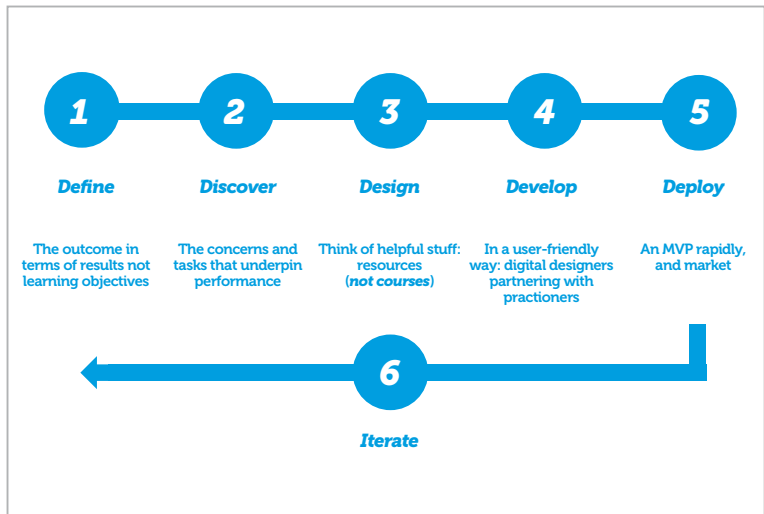 1
2
3
4
5
Define
Discover
Design
Develop
Deploy
The outcome in
terms of results not
learning objectives
The concerns and
tasks that underpin
performance
Think of helpful stuff:
resources
(not courses)
In a user-friendly
way: digital designers
partnering with
practioners
An MVP rapidly,
and market
6
Iterate